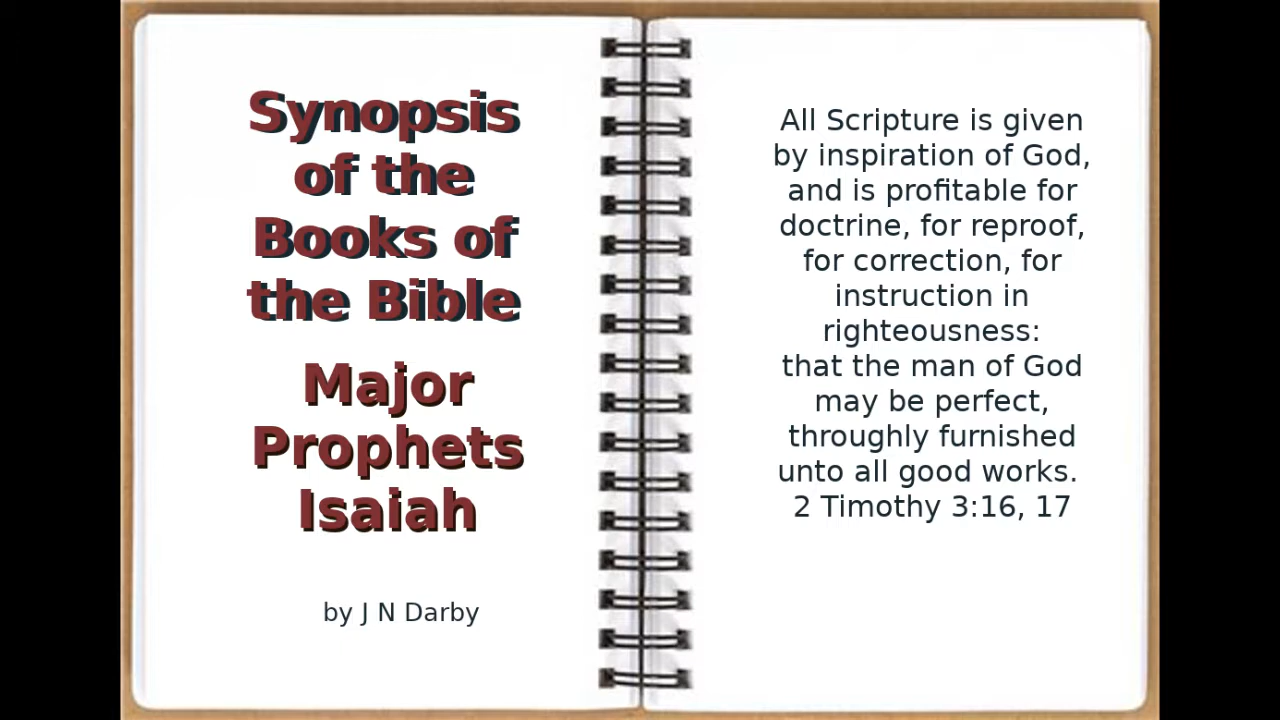 Synopsis
of the
Books of
the Bible
Major
Prophets
Isaiah
by J N Darby
All Scripture is given
by inspiration of God,
and is profitable for
doctrine, for reproof,
for correction, for
instruction in
righteousness:
that the man of God
may be perfect,
throughly furnished
unto all good works.
2 Timothy 3:16, 17